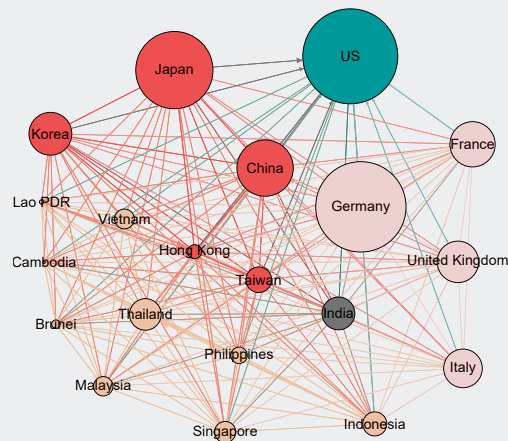 US
Japan
Korea
France
China
Lao PDR
Germany
Vietnam
Hong Kong
Cambodia
United Kingdom
Taiwan
Thailand
India
Brunei
Philippines
Italy
Malaysia
Indonesia
Singapore